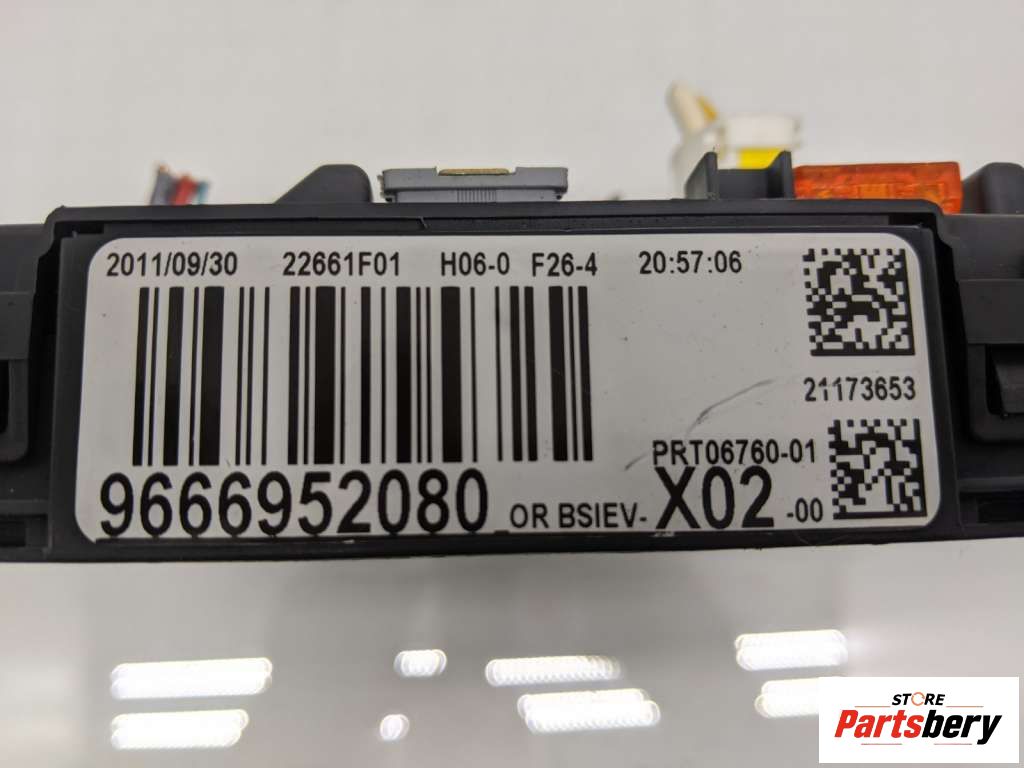 2011/09/30 22661F01 H06-0 F26-4 20:57:06
21173653
PRT06760-01
9666952080 OR BSIEV- X02 -00
STORE
Partsbery